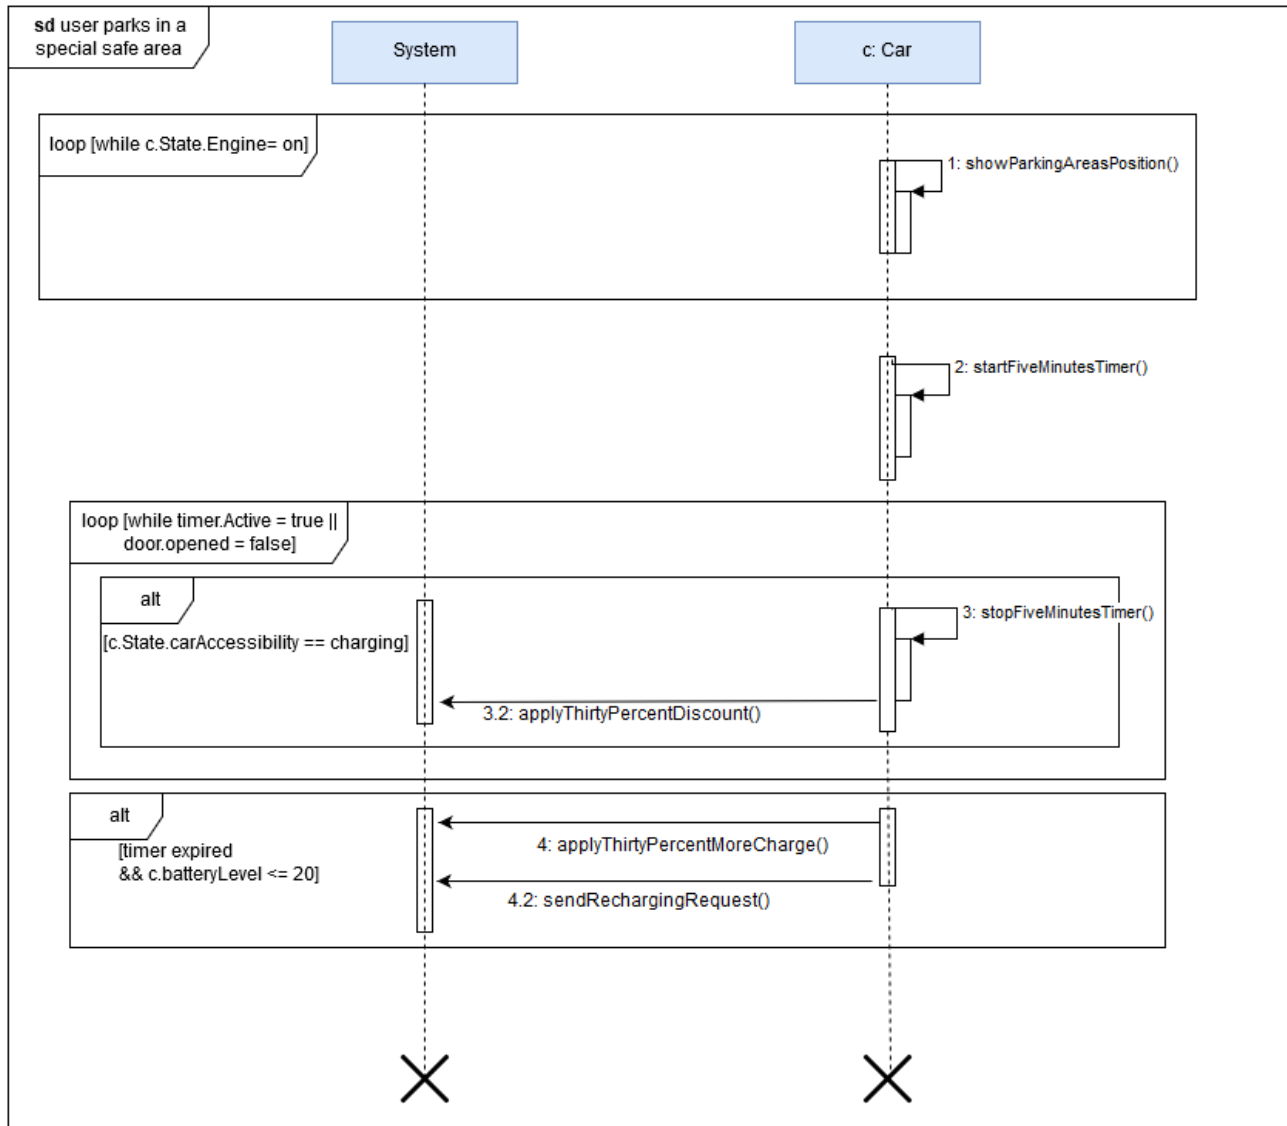 sd user parks in a
special safe area
System
c: Car
loop [while c.State.Engine= on]
1: showParkingAreasPosition()
2: startFiveMinutesTimer()
loop [while timer.Active = true ||
door.opened = false]
alt
3: stopFiveMinutesTimer()
[c.State.carAccessibility == charging]
3.2: applyThirtyPercentDiscount()
alt
4: applyThirtyPercentMoreCharge()
[timer expired
&& c.batteryLevel <= 20]
4.2: sendRechargingRequest()